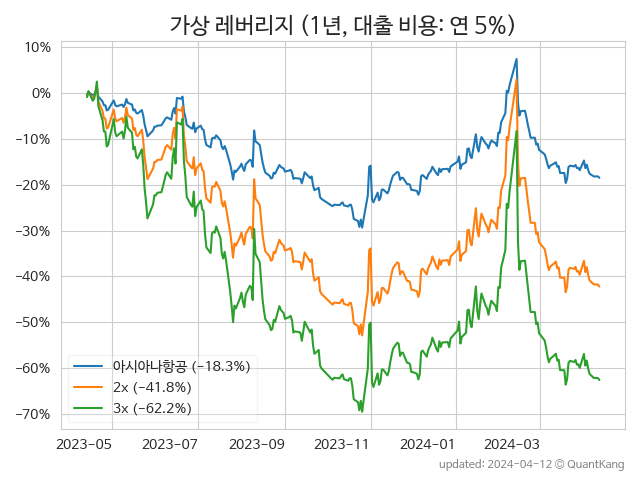 가상 레버리지 (1년, 대출 비용: 연 5%)
10%
0%
−10%
−20%
−30%
−40%
−50%
−60%
−70%
아시아나항공 (−18.3%)
2x (−41.8%)
3x (−62.2%)
2023-05 2023-07 2023-09 2023-11 2024-01 2024-03
updated: 2024-04-12 © QuantKang